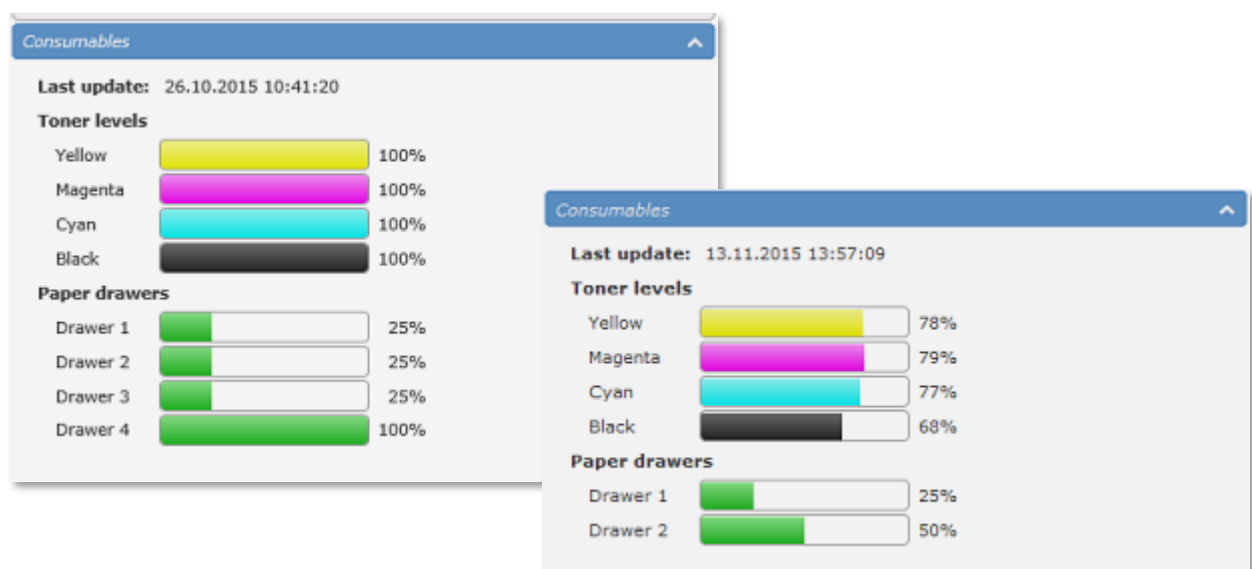 Consumables
Last update: 26.10.2015 10:41:20
Toner levels
Yellow 100%
Magenta 100%
Cyan 100%
Black 100%
Paper drawers
Drawer 1 25%
Drawer 2 25%
Drawer 3 25%
Drawer 4 100%
Consumables
Last update: 13.11.2015 13:57:09
Toner levels
Yellow 78%
Magenta 79%
Cyan 77%
Black 68%
Paper drawers
Drawer 1 25%
Drawer 2 50%